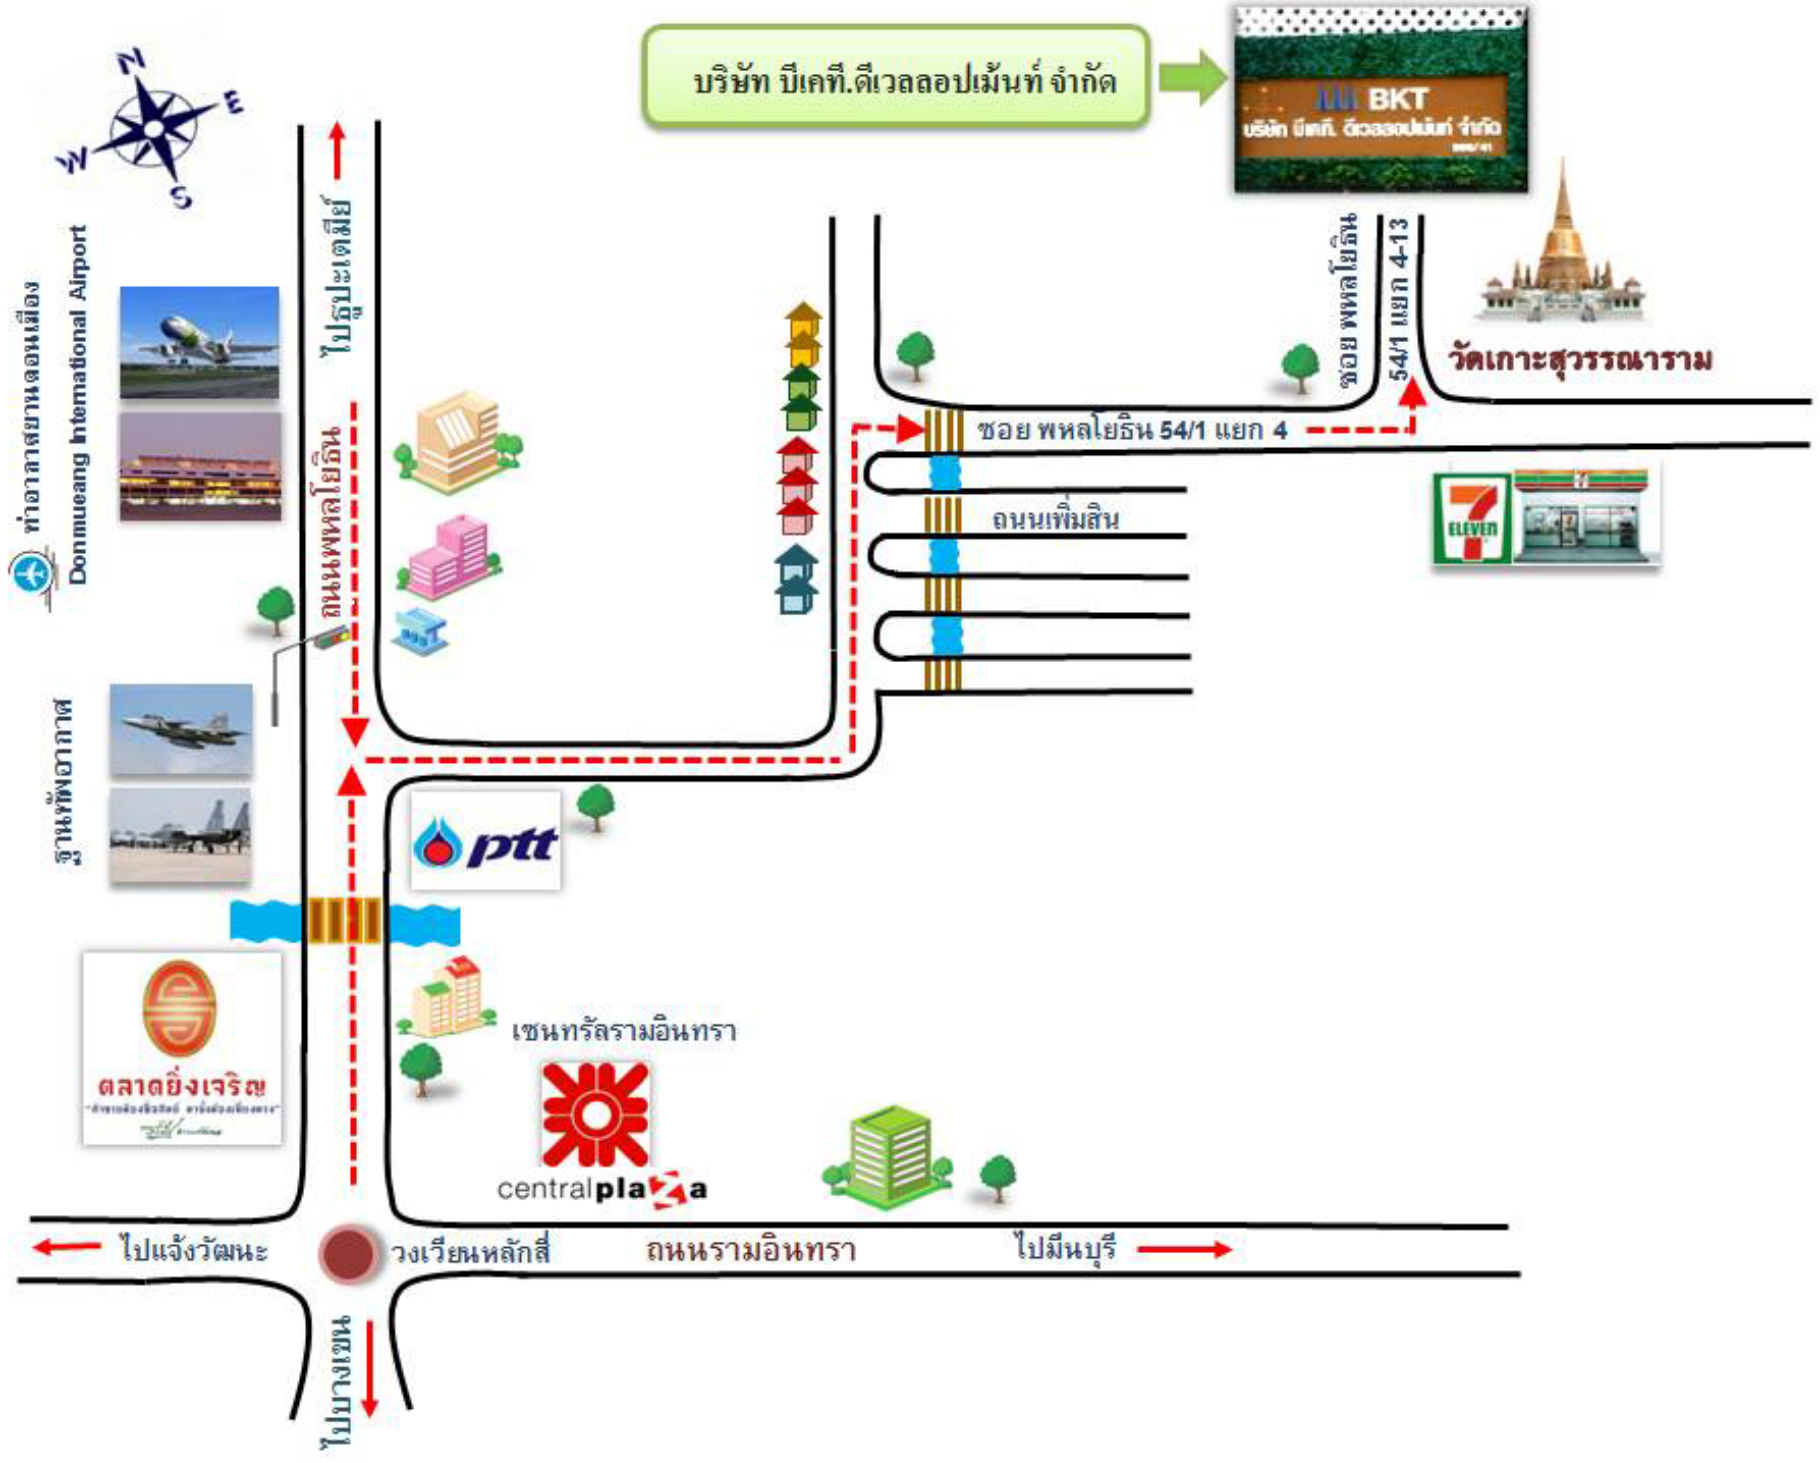 บริษัท บีเคที.ดีเวลลอปเม้นท์ จำกัด
BKT
บริษัท บีเคที. ดีเวลลอปเม้นท์ จำกัด
N
E
W
S
ไปธูปะเตมีย์
ซอย พหลโยธิน
54/1 แยก 4-13
วัดเกาะสุวรรณาราม
ท่าอากาศยานดอนเมือง
Donmueang International Airport
ถนนพหลโยธิน
ซอย พหลโยธิน 54/1 แยก 4
ถนนเพิ่มสิน
7
ELEVEN
ฐานทัพอากาศ
ptt
ตลาดยิ่งเจริญ
เซนทรัลรามอินทรา
centralplaza
ไปแจ้งวัฒนะ
วงเวียนหลักสี่
ถนนรามอินทรา
ไปมีนบุรี
ไปบางเขน